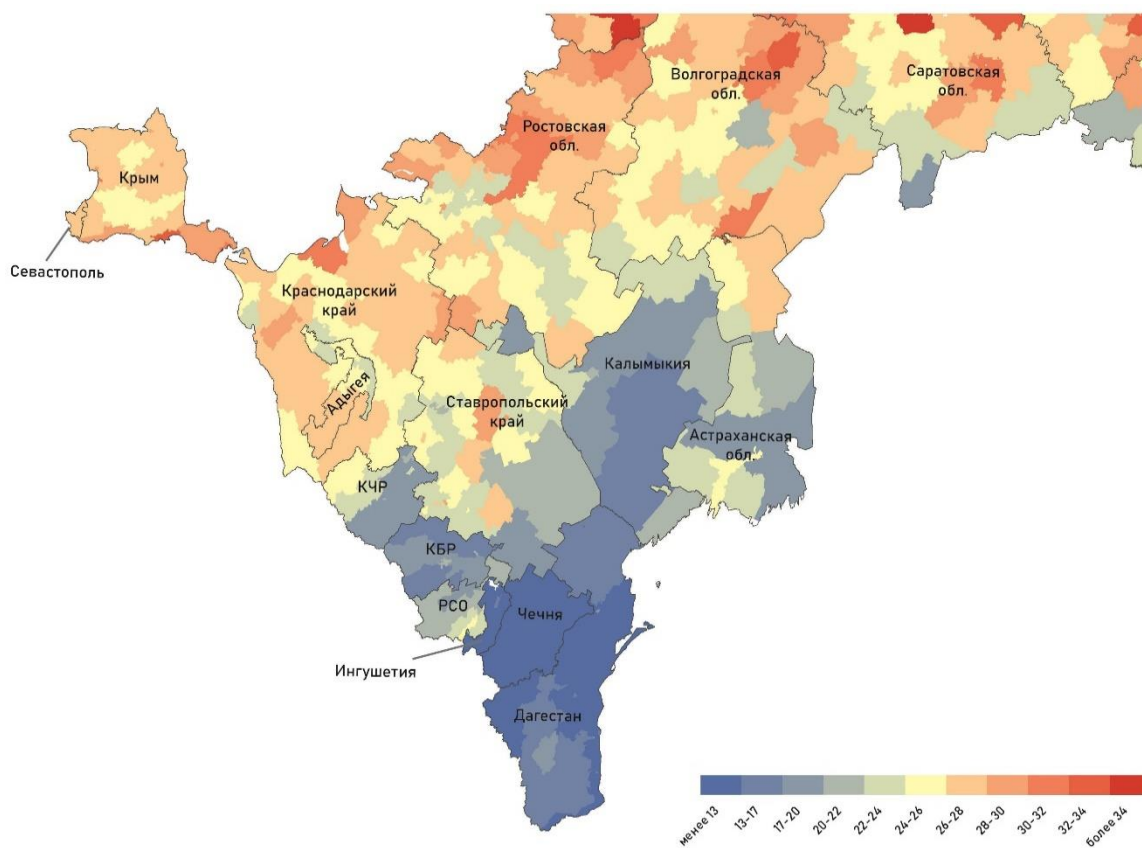 Волгоградская
обл.
Саратовская
обл.
Ростовская
обл.
Крым
Севастополь
Краснодарский
край
Калымыкия
Адыгея
Ставропольский
край
Астраханская
обл.
КЧР
КБР
РСО
Чечня
Ингушетия
Дагестан
менее 13
13-17
17-20
20-22
22-24
24-26
26-28
28-30
30-32
32-34
более 34